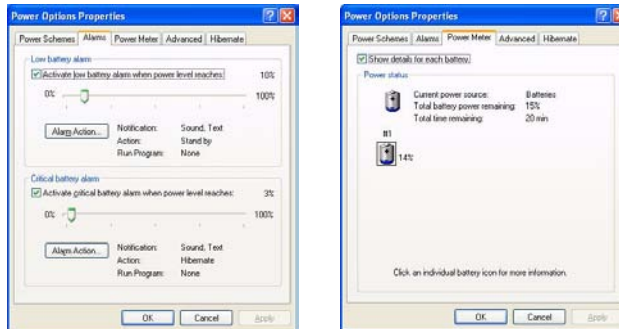 Power Options Properties
Power Schemes Alarms Power Meter Advanced Hibernate
Low battery alarm
Activate low battery alarm when power level reaches: 10%
0% 100%
Alarm Action... Notification: Sound, Text
Action: Stand by
Run Program: None
Critical battery alarm
Activate critical battery alarm when power level reaches: 3%
0% 100%
Alarm Action... Notification: Sound, Text
Action: Hibernate
Run Program: None
OK Cancel Apply
Power Options Properties
Power Schemes Alarms Power Meter Advanced Hibernate
Show details for each battery.
Power status
Current power source: Batteries
Total battery power remaining: 15%
Total time remaining: 20 min
#1
14%
Click an individual battery icon for more information.
OK Cancel Apply